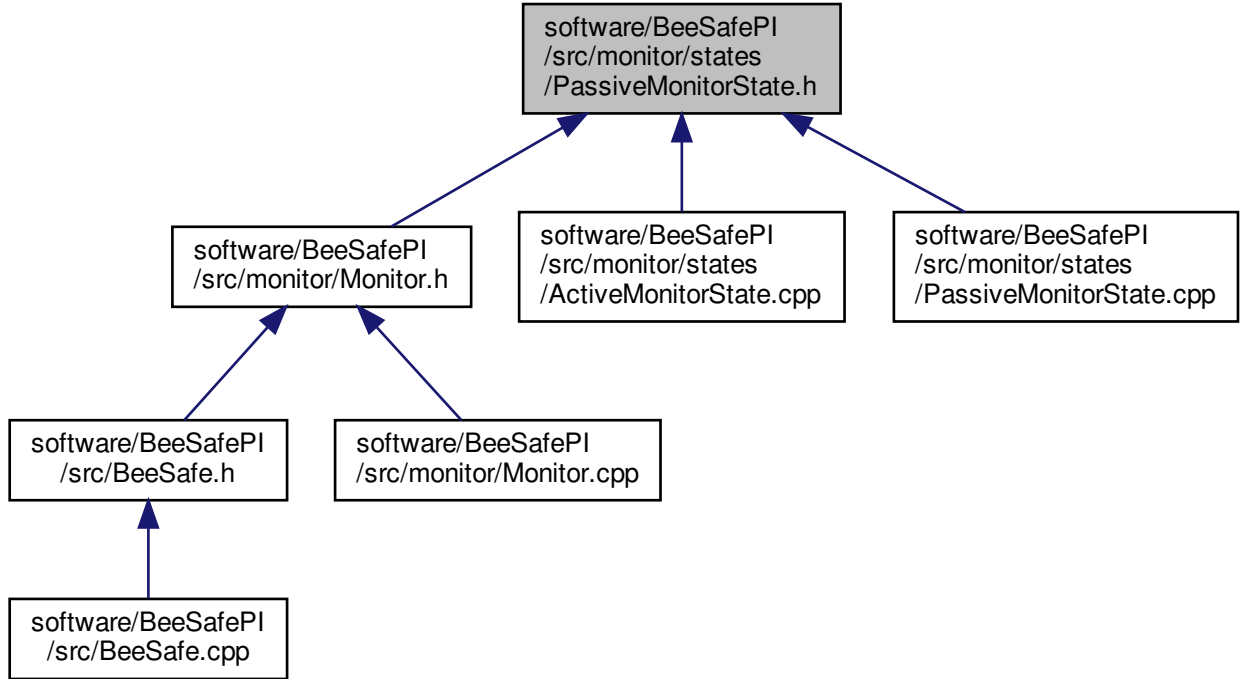 software/BeeSafePI
/src/monitor/states
/PassiveMonitorState.h
software/BeeSafePI
/src/monitor/Monitor.h
software/BeeSafePI
/src/monitor/states
/ActiveMonitorState.cpp
software/BeeSafePI
/src/monitor/states
/PassiveMonitorState.cpp
software/BeeSafePI
/src/BeeSafe.h
software/BeeSafePI
/src/monitor/Monitor.cpp
software/BeeSafePI
/src/BeeSafe.cpp